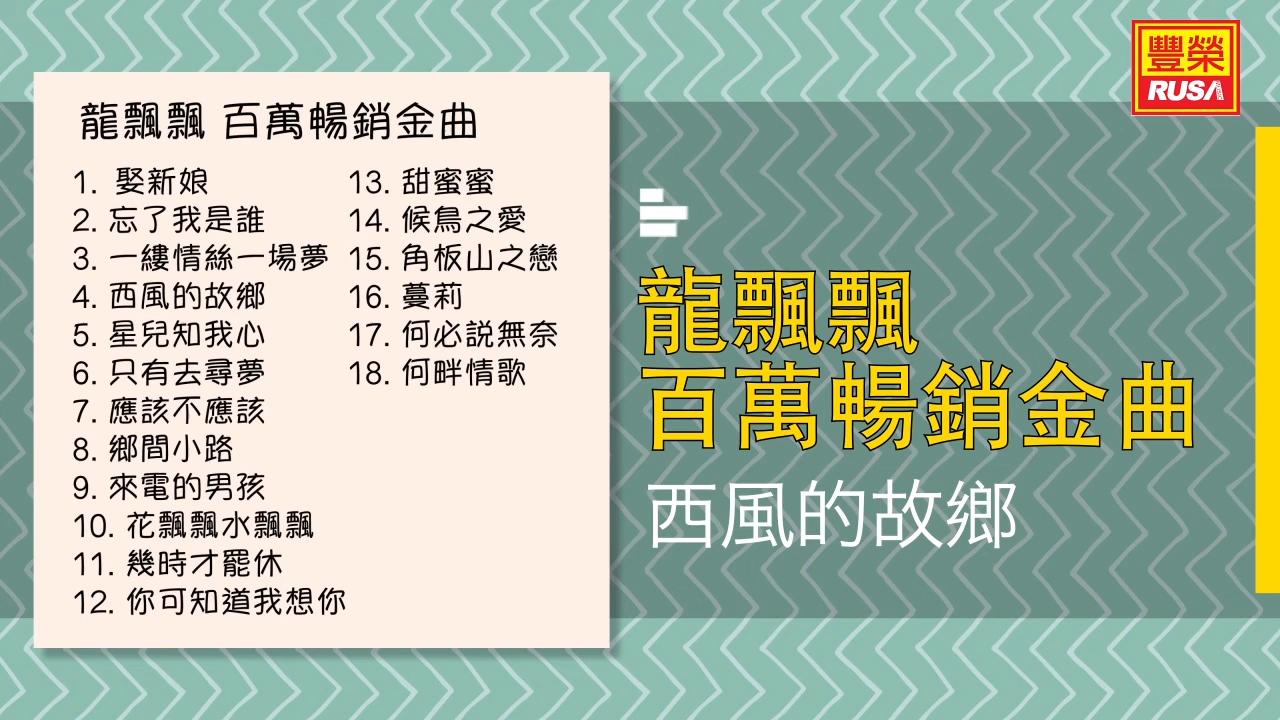 豐榮
RUSA
龍飄飄 百萬暢銷金曲
1. 娶新娘
2. 忘了我是誰
3. 一縷情絲一場夢
4. 西風的故鄉
5. 星兒知我心
6. 只有去尋夢
7. 應該不應該
8. 鄉間小路
9. 來電的男孩
10. 花飄飄水飄飄
11. 幾時才罷休
12. 你可知道我想你
13. 甜蜜蜜
14. 候鳥之愛
15. 角板山之戀
16. 蔓莉
17. 何必説無奈
18. 何畔情歌
龍飄飄
百萬暢銷金曲
西風的故鄉